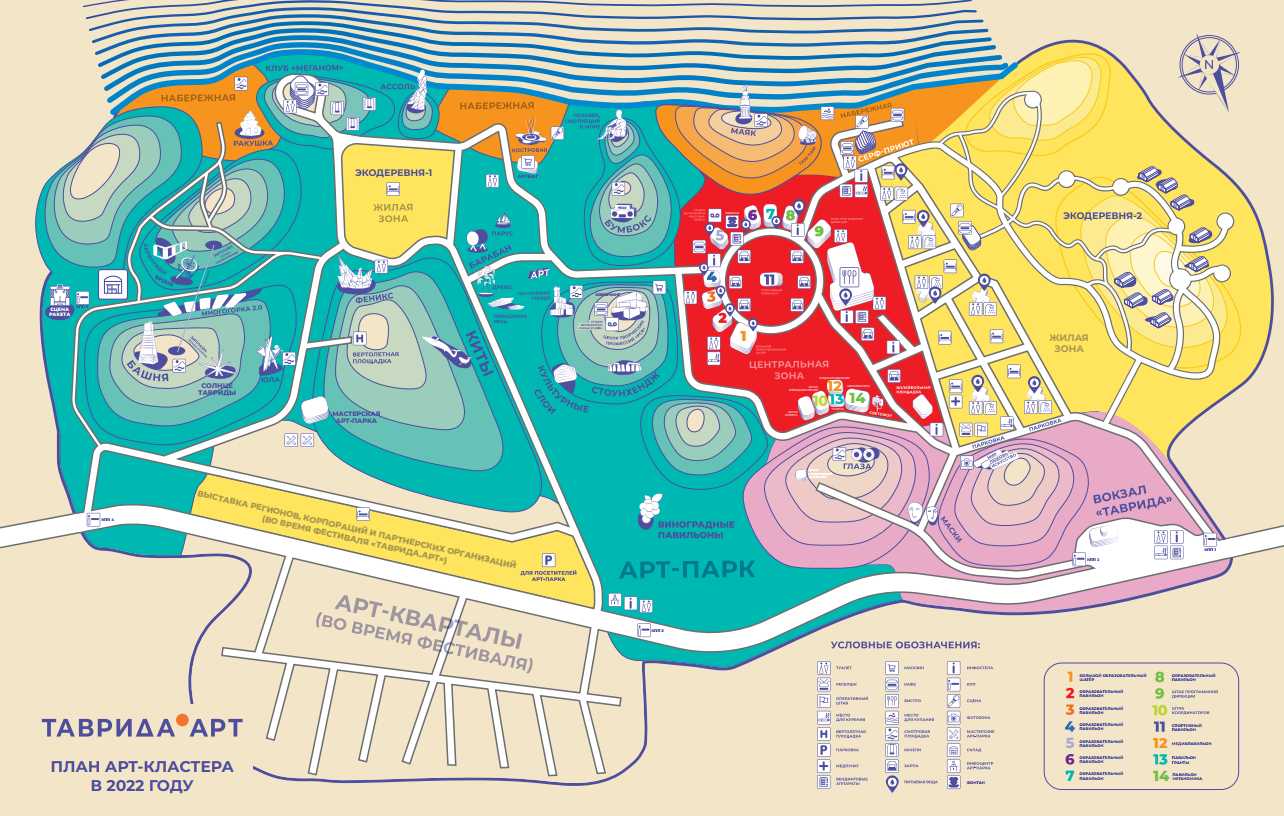 КЛУБ «МЕГАНОМ»
НАБЕРЕЖНАЯ
АССОЛЬ
НАБЕРЕЖНАЯ
РАКУШКА
КОСТРОВАЯ
ЧЕЛОВЕК,
СМОТРЯЩИЙ
В МОРЕ
МАЯК
НАБЕРЕЖНАЯ
СЕРФ-ПРИЮТ
N
ЭКОДЕРЕВНЯ-1
ЖИЛАЯ
ЗОНА
ЭКОДЕРЕВНЯ-2
ЖИЛАЯ
ЗОНА
БУМБОКС
ПАРУС
БАРАБАН
ДРЕВО
АРТ
СЦЕНА
РАКЕТА
МНОГОГОРКА 2.0
ФЕНИКС
ВЕРТОЛЕТНАЯ
ПЛОЩАДКА
H
КИТЫ
БАШНЯ
СОЛНЦЕ
ТАВРИДЫ
ЮЛА
МАСТЕРСКАЯ
АРТ-ПАРКА
КУЛЬТУРНЫЕ
СЛОИ
СТОУНХЕНДЖ
1
2
3
4
5
6
7
8
9
10
11
12
13
14
ЦЕНТРАЛЬНАЯ
ЗОНА
ВОЛЕЙБОЛЬНАЯ
ПЛОЩАДКА
СВЕТОФОР
ПАРКОВКА
ПАРКОВКА
ГЛАЗА
МАСКИ
ВОКЗАЛ
«ТАВРИДА»
КПП 1
КПП 2
КПП 3
КПП 4
ВИНОГРАДНЫЕ
ПАВИЛЬОНЫ
АРТ-ПАРК
ВЫСТАВКА РЕГИОНОВ, КОРПОРАЦИЙ И ПАРТНЕРСКИХ ОРГАНИЗАЦИЙ
(ВО ВРЕМЯ ФЕСТИВАЛЯ «ТАВРИДА.АРТ»)
P
ДЛЯ ПОСЕТИТЕЛЕЙ
АРТ-ПАРКА
АРТ-КВАРТАЛЫ
(ВО ВРЕМЯ ФЕСТИВАЛЯ)
ТАВРИДА АРТ
ПЛАН АРТ-КЛАСТЕРА
В 2022 ГОДУ
УСЛОВНЫЕ ОБОЗНАЧЕНИЯ:
ТУАЛЕТ
РЕСЕПШН
ОПЕРАТИВНЫЙ
ШТАБ
МЕСТО
ДЛЯ КУРЕНИЯ
H ВЕРТОЛЕТНАЯ
ПЛОЩАДКА
P ПАРКОВКА
МЕДПУНКТ
ВЕНДИНГОВЫЕ
АППАРАТЫ
МАГАЗИН
КАФЕ
БИСТРО
МЕСТО
ДЛЯ КУПАНИЯ
СМОТРОВАЯ
ПЛОЩАДКА
КАЧЕЛИ
ХАРПА
ПИТЬЕВАЯ ВОДА
i ИНФОСТЕЛА
КПП
СЦЕНА
ФОТОЗОНА
МАСТЕРСКИЕ
АРТ-ПАРКА
СКЛАД
ИНФОЦЕНТР
АРТ-ПАРКА
ФОНТАН
1 БОЛЬШОЙ ОБРАЗОВАТЕЛЬНЫЙ
ШАТЕР
2 ОБРАЗОВАТЕЛЬНЫЙ
ПАВИЛЬОН
3 ОБРАЗОВАТЕЛЬНЫЙ
ПАВИЛЬОН
4 ОБРАЗОВАТЕЛЬНЫЙ
ПАВИЛЬОН
5 ОБРАЗОВАТЕЛЬНЫЙ
ПАВИЛЬОН
6 ОБРАЗОВАТЕЛЬНЫЙ
ПАВИЛЬОН
7 ОБРАЗОВАТЕЛЬНЫЙ
ПАВИЛЬОН
8 ОБРАЗОВАТЕЛЬНЫЙ
ПАВИЛЬОН
9 ШТАБ ПРОГРАММНОЙ
ДИРЕКЦИИ
10 ШТАБ
КООРДИНАТОРОВ
11 СПОРТИВНЫЙ
ПАВИЛЬОН
12 МЕДИАПАВИЛЬОН
13 ПАВИЛЬОН
ГРАНТЫ
14 ПАВИЛЬОН
МЕГАНОМИКА